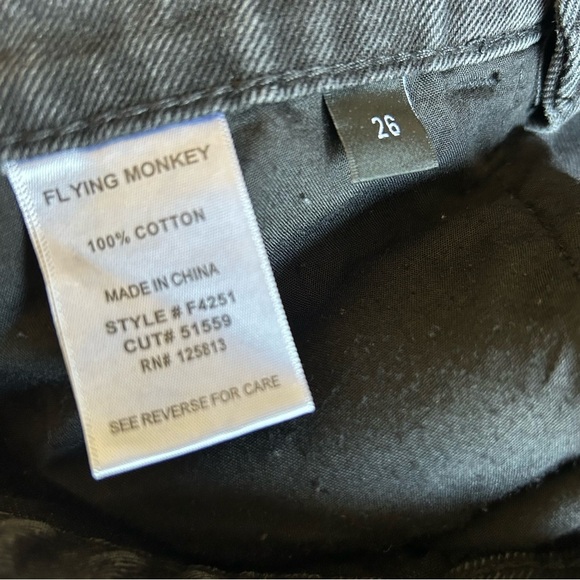 FLYING MONKEY
100% COTTON
MADE IN CHINA
STYLE # F4251
CUT# 51559
RN# 125813
SEE REVERSE FOR CARE
26